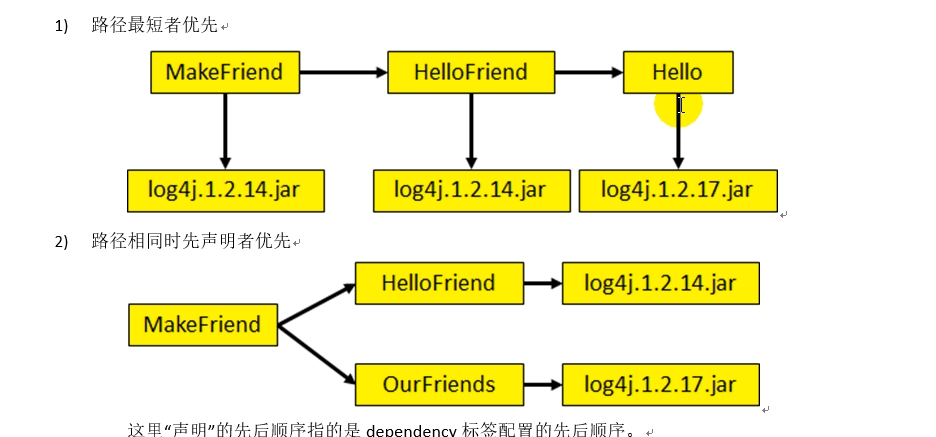 1) 路径最短者优先
MakeFriend HelloFriend Hello
log4j.1.2.14.jar log4j.1.2.14.jar log4j.1.2.17.jar
2) 路径相同时先声明者优先
HelloFriend log4j.1.2.14.jar
MakeFriend
OurFriends log4j.1.2.17.jar
这里“声明”的先后顺序指的是 dependency 标签配置的先后顺序。